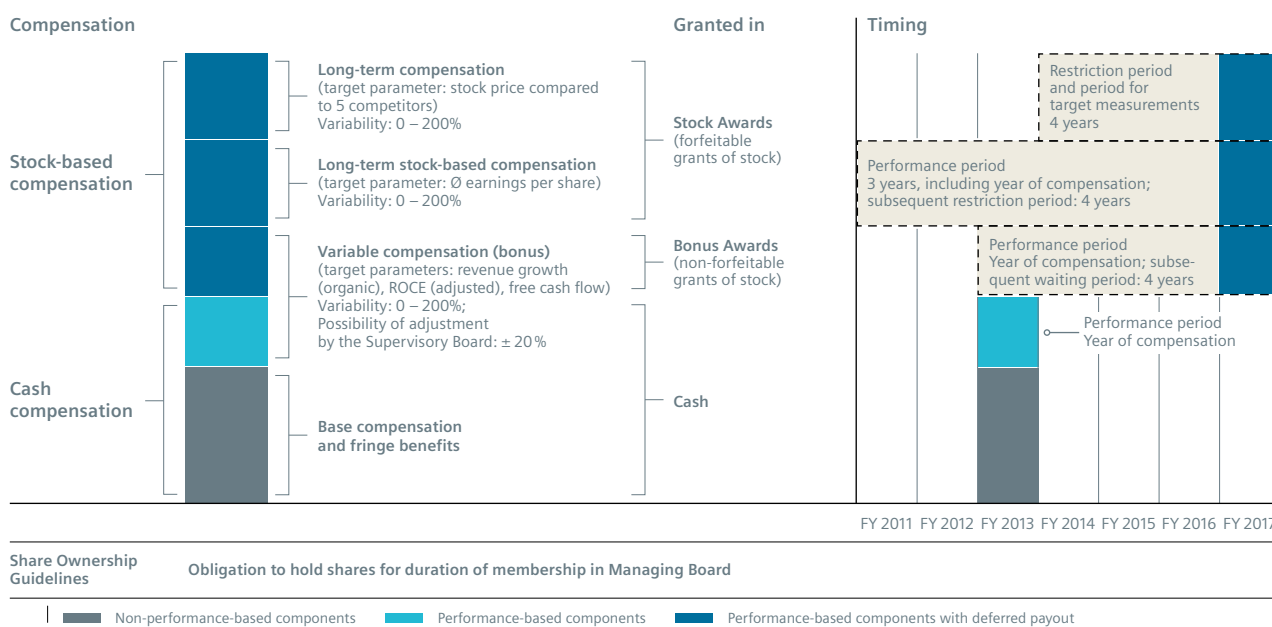 Compensation
Granted in
Timing
Stock-based
compensation
Cash
compensation
Long-term compensation
(target parameter: stock price compared
to 5 competitors)
Variability: 0 – 200%
Long-term stock-based compensation
(target parameter: Ø earnings per share)
Variability: 0 – 200%
Variable compensation (bonus)
(target parameters: revenue growth
(organic), ROCE (adjusted), free cash flow)
Variability: 0 – 200%;
Possibility of adjustment
by the Supervisory Board: ± 20 %
Base compensation
and fringe benefits
Stock Awards
(forfeitable
grants of stock)
Bonus Awards
(non-forfeitable
grants of stock)
Cash
Restriction period
and period for
target measurements
4 years
Performance period
3 years, including year of compensation;
subsequent restriction period: 4 years
Performance period
Year of compensation; subse-
quent waiting period: 4 years
Performance period
Year of compensation
FY 2011 FY 2012 FY 2013 FY 2014 FY 2015 FY 2016 FY 2017
Share Ownership
Guidelines
Obligation to hold shares for duration of membership in Managing Board
Non-performance-based components
Performance-based components
Performance-based components with deferred payout